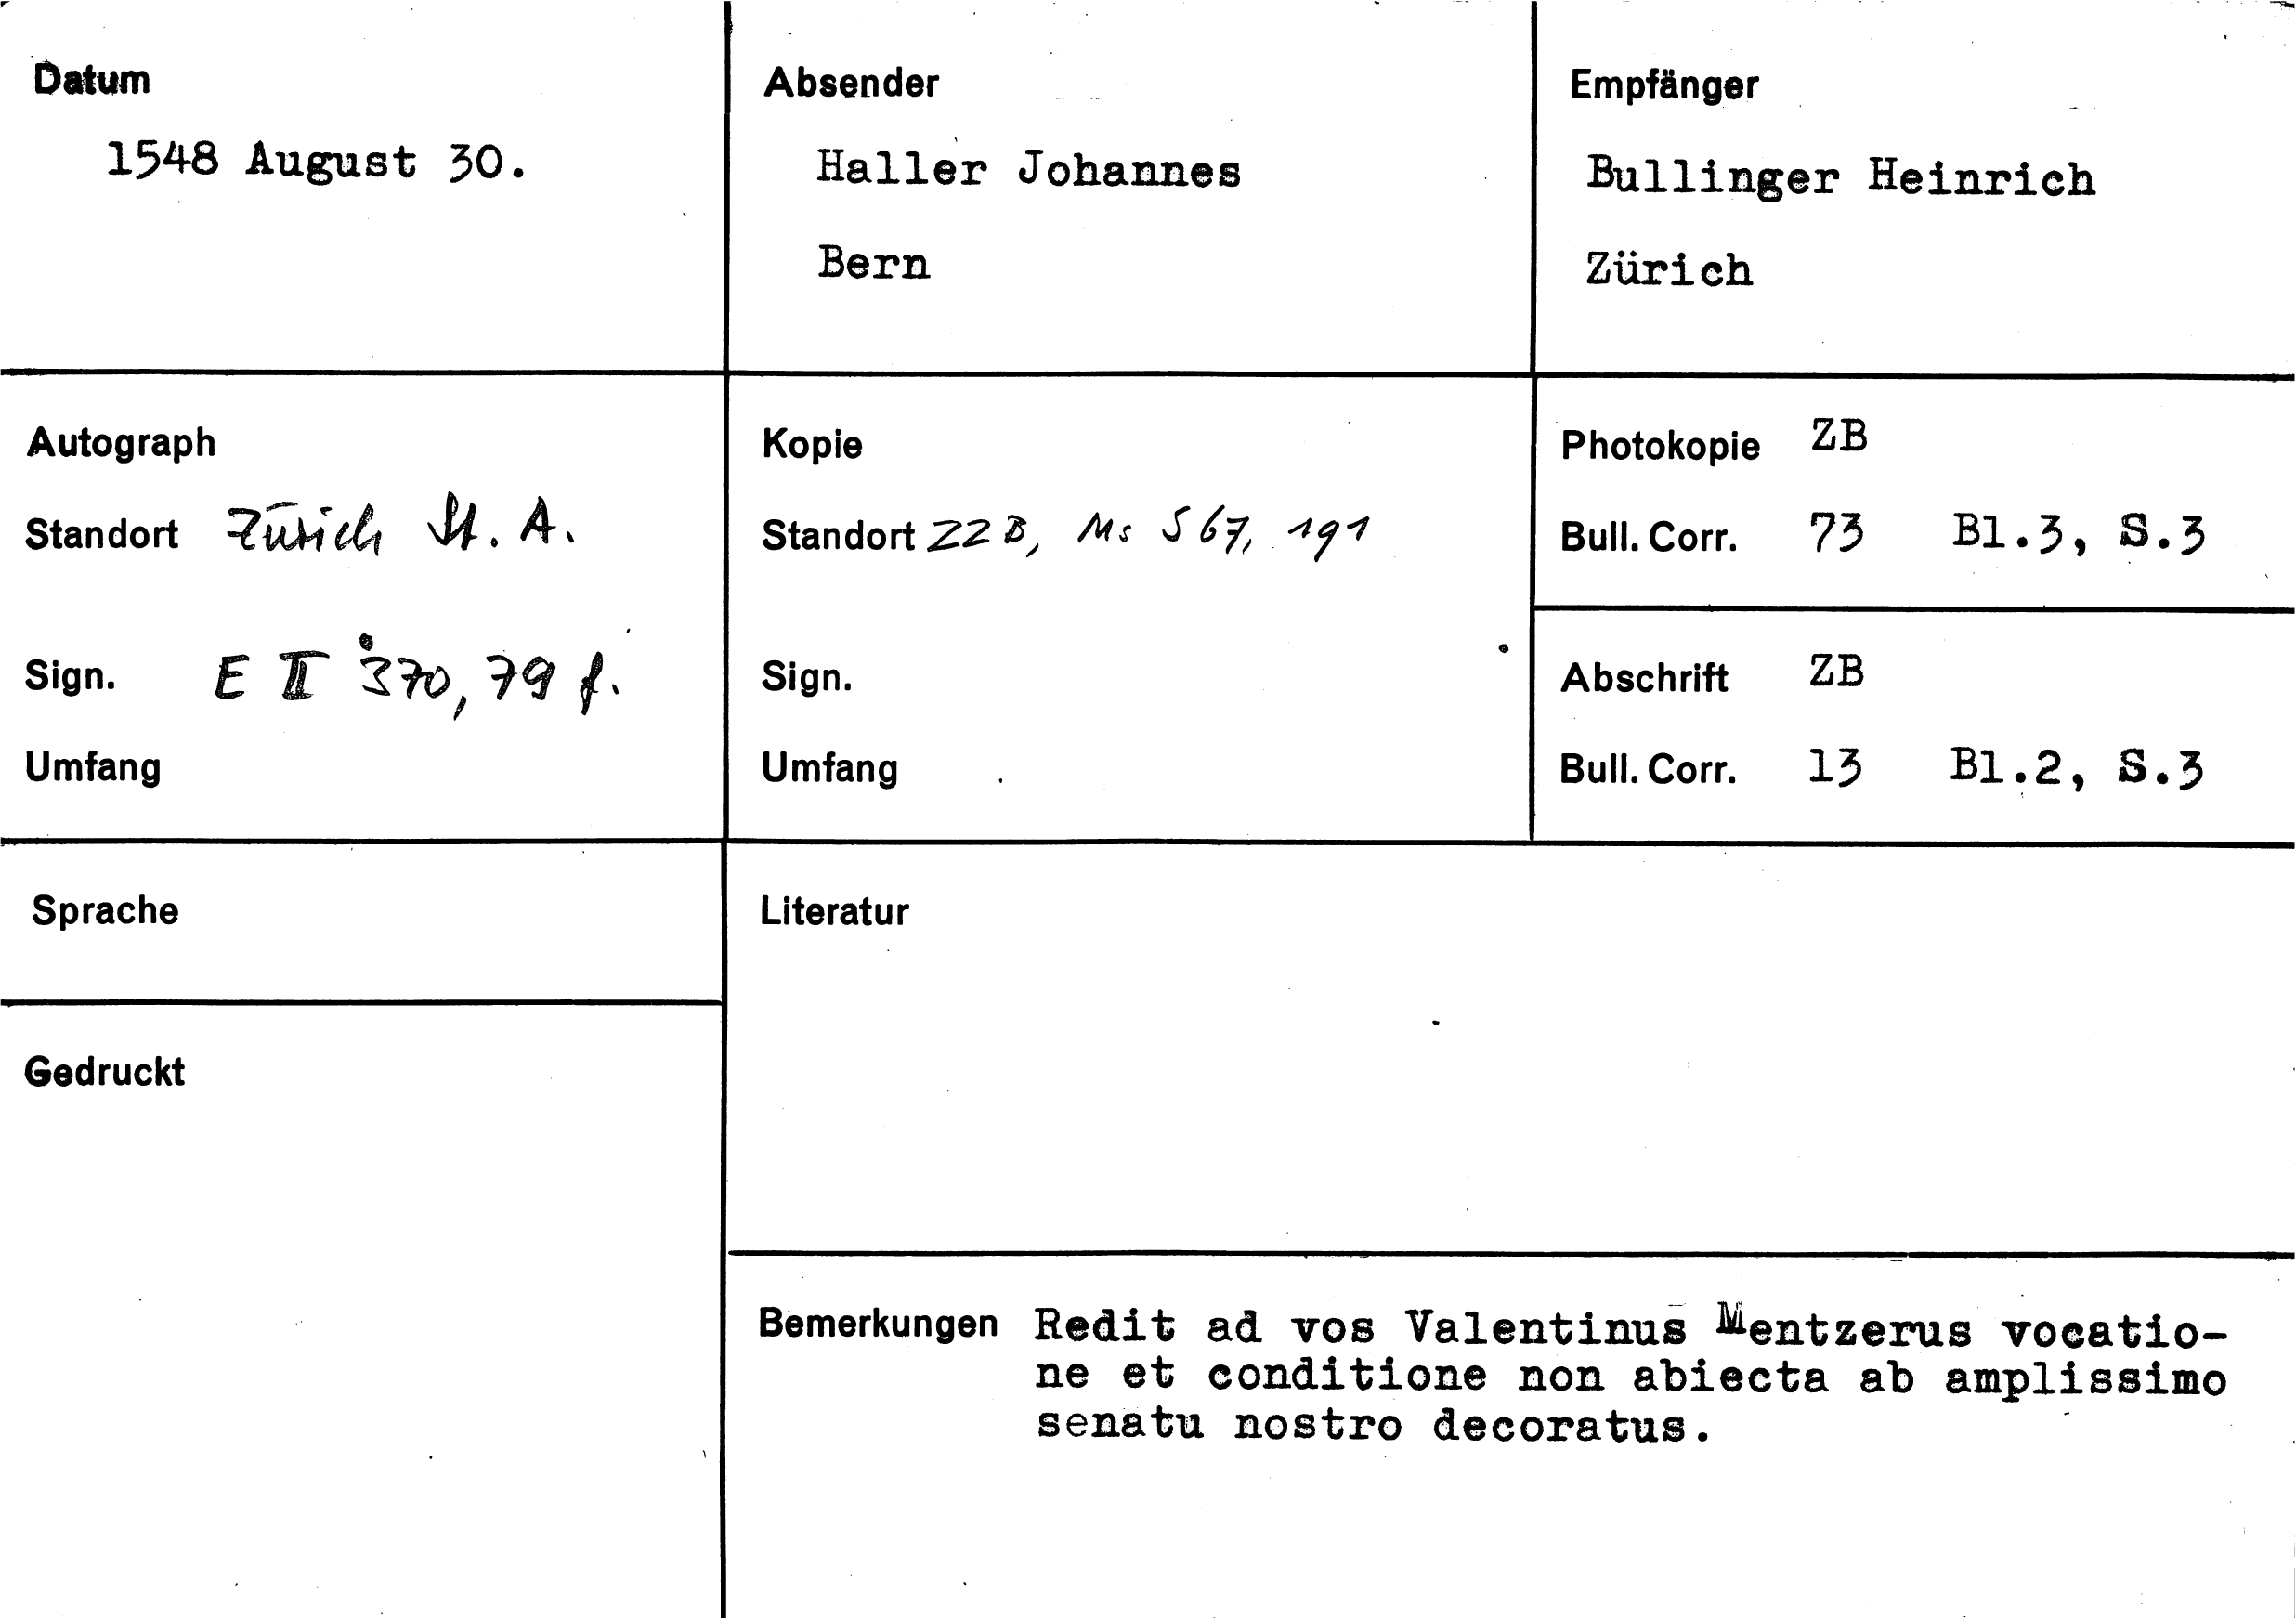 Datum
1548 August 30.
Absender
Haller Johannes
Bern
Empfänger
Bullinger Heinrich
Zürich
Autograph
Standort Zürich St. A.
Sign. E II 370, 79 f.
Umfang
Kopie
Standort ZZB, Ms S 67, 191
Sign.
Umfang
Photokopie ZB
Bull. Corr. 73 Bl.3, S.3
Abschrift ZB
Bull. Corr. 13 Bl.2, S.3
Sprache
Gedruckt
Literatur
Bemerkungen Redit ad vos Valentinus Mentzerus vocatio-
ne et conditione non abiecta ab amplissimo
senatu nostro decoratus.